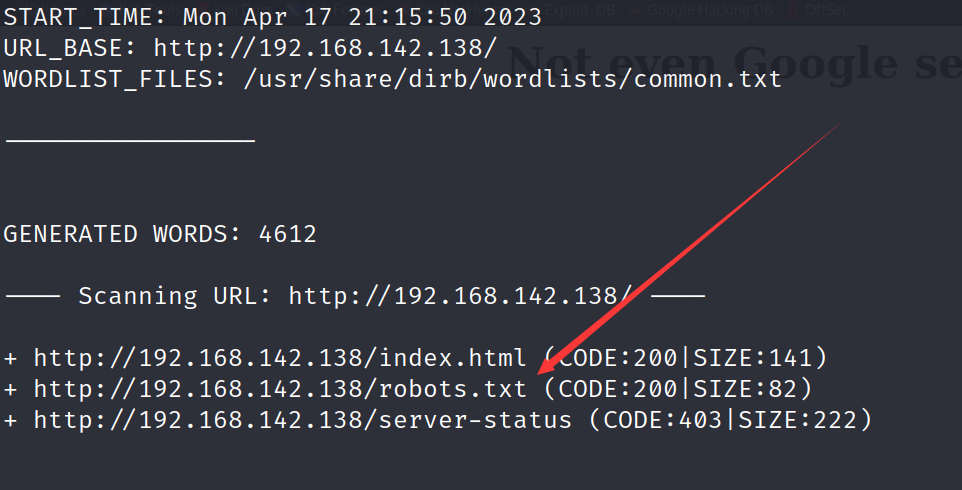 Exploit-DB Google Hacking DB OffSec
START_TIME: Mon Apr 17 21:15:50 2023
URL_BASE: http://192.168.142.138/
Not even Google se
WORDLIST_FILES: /usr/share/dirb/wordlists/common.txt
GENERATED WORDS: 4612
---- Scanning URL: http://192.168.142.138/ ----
+ http://192.168.142.138/index.html (CODE:200|SIZE:141)
+ http://192.168.142.138/robots.txt (CODE:200|SIZE:82)
+ http://192.168.142.138/server-status (CODE:403|SIZE:222)